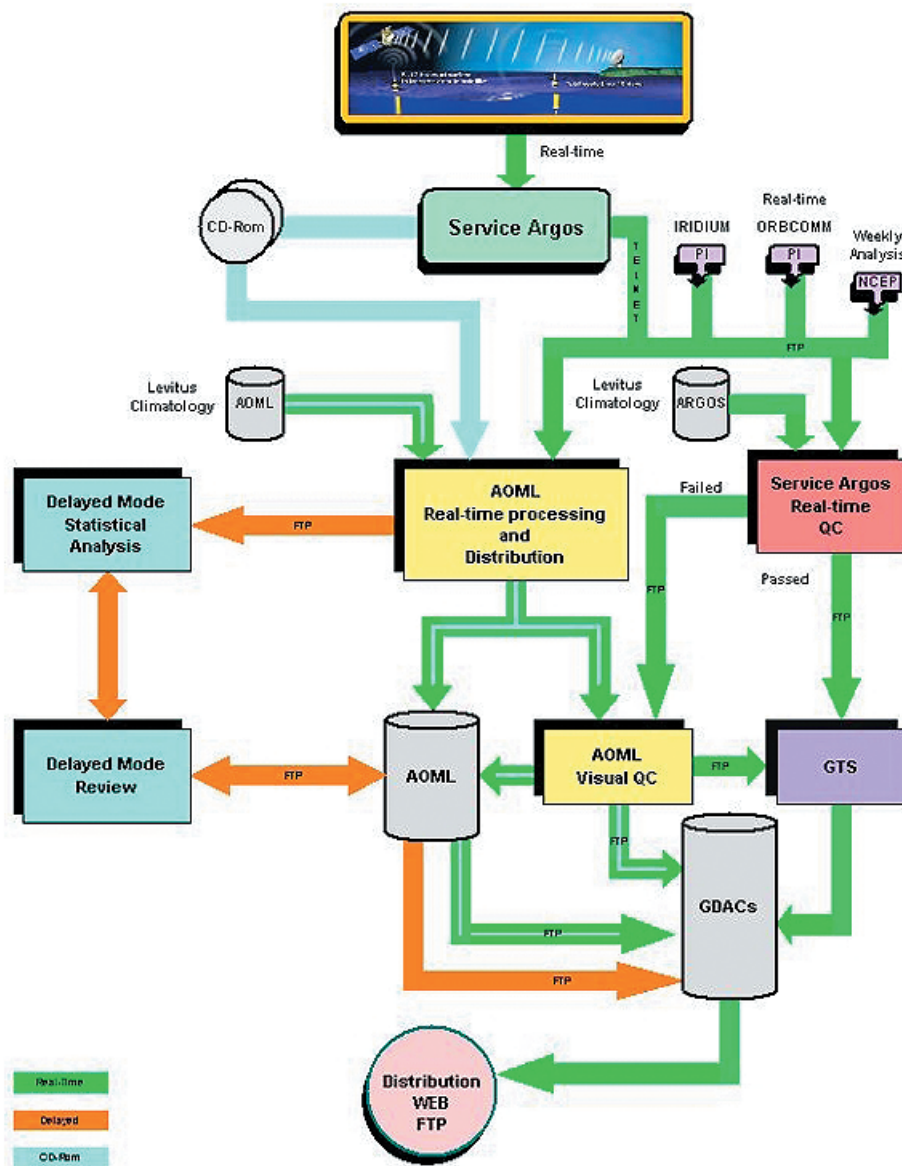 Real-time
Service Argos
CD-Rom
TELNET
IRIDIUM
PI
Real-time
ORBCOMM
PI
Weekly
Analysis
NCEP
FTP
Levitus
Climatology
AOML
Levitus
Climatology
ARGOS
Delayed Mode
Statistical
Analysis
FTP
AOML
Real-time processing
and
Distribution
Failed
Service Argos
Real-time
QC
Passed
FTP
FTP
Delayed Mode
Review
FTP
AOML
AOML
Visual QC
FTP
GTS
FTP
GDACs
FTP
FTP
Distribution
WEB
FTP
Real-Time
Delayed
CD-Rom